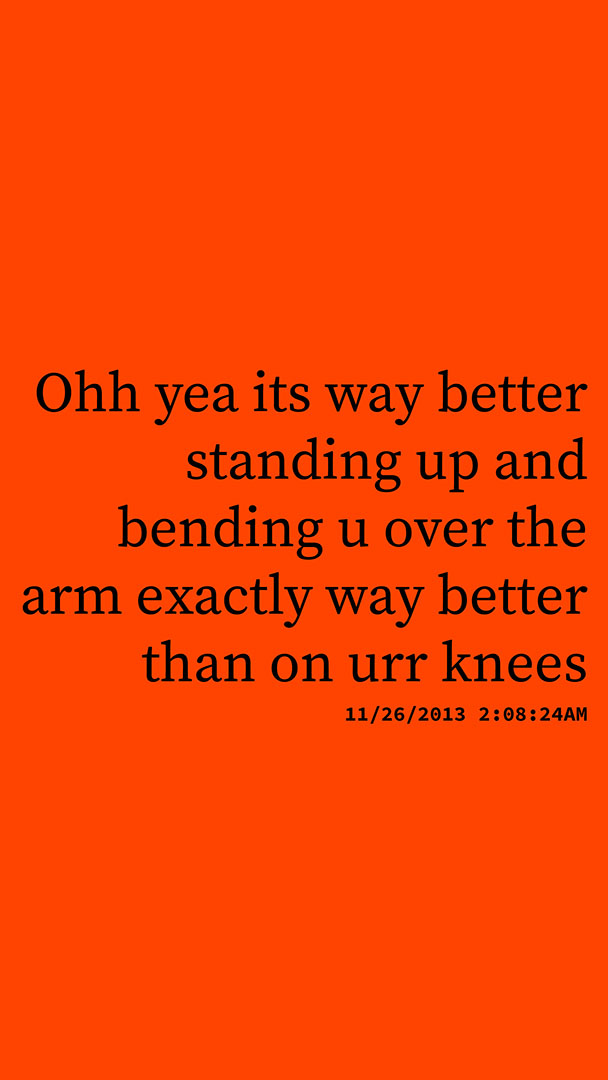 Ohh yea its way better
standing up and
bending u over the
arm exactly way better
than on urr knees
11/26/2013 2:08:24AM